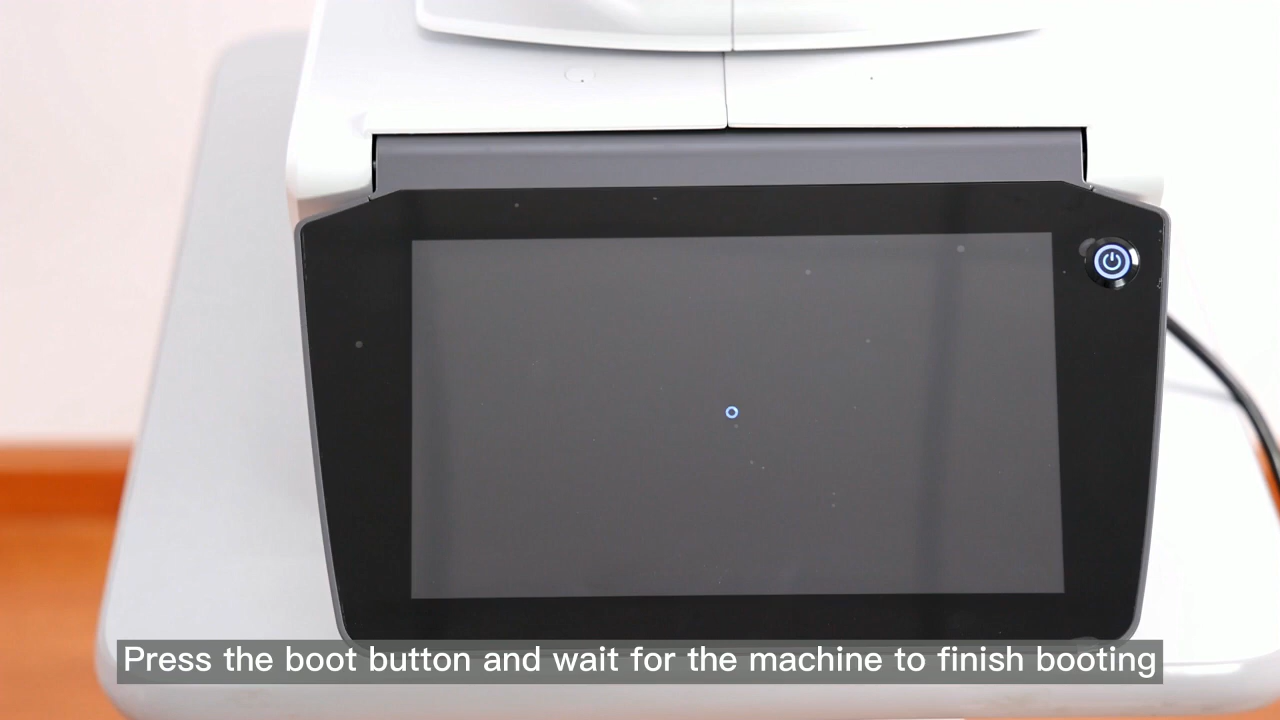 Press the boot button and wait for the machine to finish booting